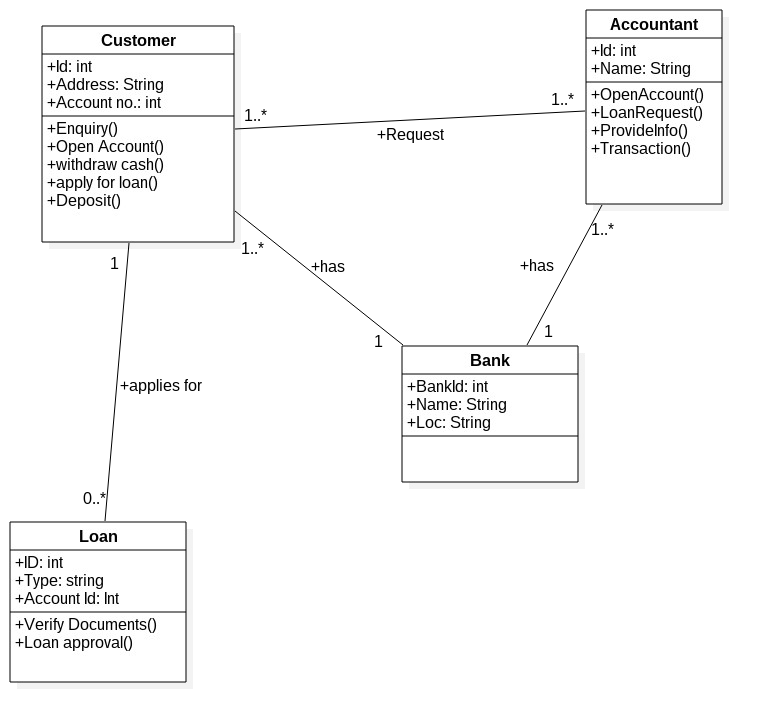 Customer
+Id: int
+Address: String
+Account no.: int
+Enquiry()
+Open Account()
+withdraw cash()
+apply for loan()
+Deposit()
Accountant
+Id: int
+Name: String
+OpenAccount()
+LoanRequest()
+ProvideInfo()
+Transaction()
1..*
1..*
+Request
1..*
+has
1
1..*
+has
1
1
+applies for
0..*
Bank
+BankId: int
+Name: String
+Loc: String
Loan
+ID: int
+Type: string
+Account Id: Int
+Verify Documents()
+Loan approval()